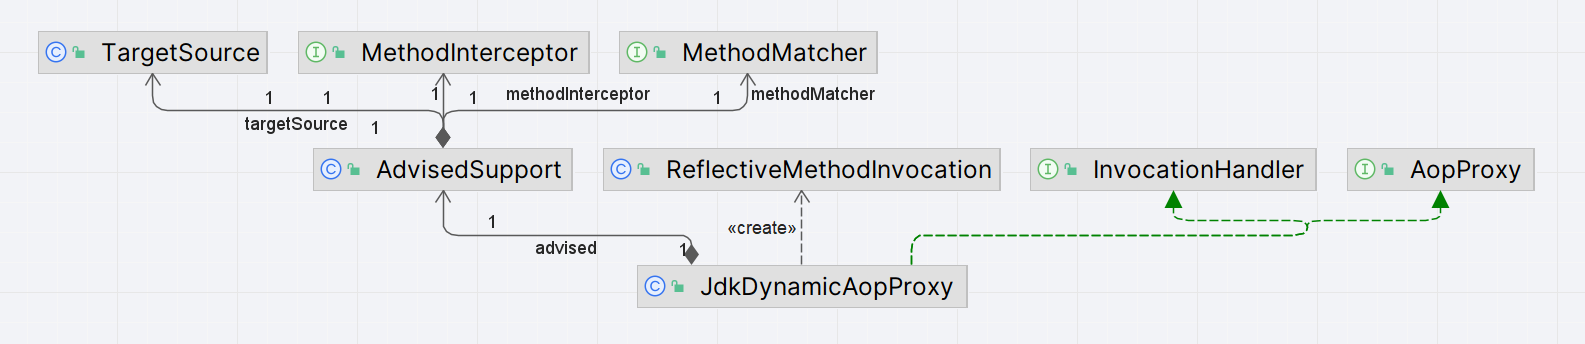 C TargetSource
I MethodInterceptor
I MethodMatcher
1 1 1 1 methodInterceptor 1 methodMatcher
targetSource 1
C AdvisedSupport
C ReflectiveMethodInvocation
I InvocationHandler
I AopProxy
1 «create»
advised 1
C JdkDynamicAopProxy